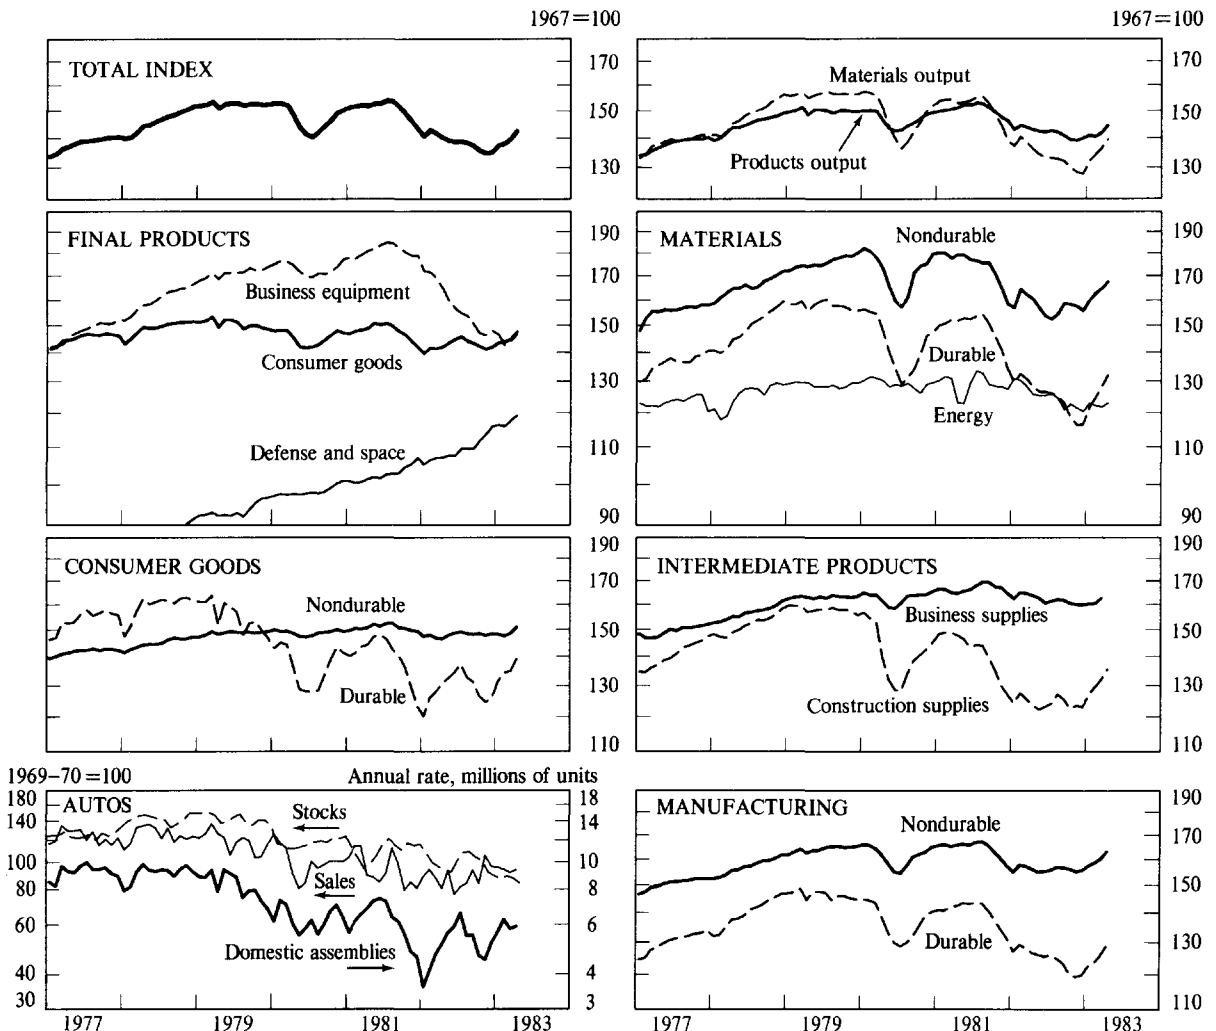 1967=100
1967=100
TOTAL INDEX
170
150
130
Materials output
Products output
170
150
130
FINAL PRODUCTS
Business equipment
Consumer goods
Defense and space
190
170
150
130
110
90
MATERIALS
Nondurable
Durable
Energy
190
170
150
130
110
90
CONSUMER GOODS
Nondurable
Durable
190
170
150
130
110
INTERMEDIATE PRODUCTS
Business supplies
Construction supplies
190
170
150
130
110
1969-70=100
Annual rate, millions of units
180
140
100
80
60
40
30
AUTOS
Stocks
Sales
Domestic assemblies
18
14
10
8
6
4
3
1977
1979
1981
1983
MANUFACTURING
Nondurable
Durable
190
170
150
130
110
1977
1979
1981
1983